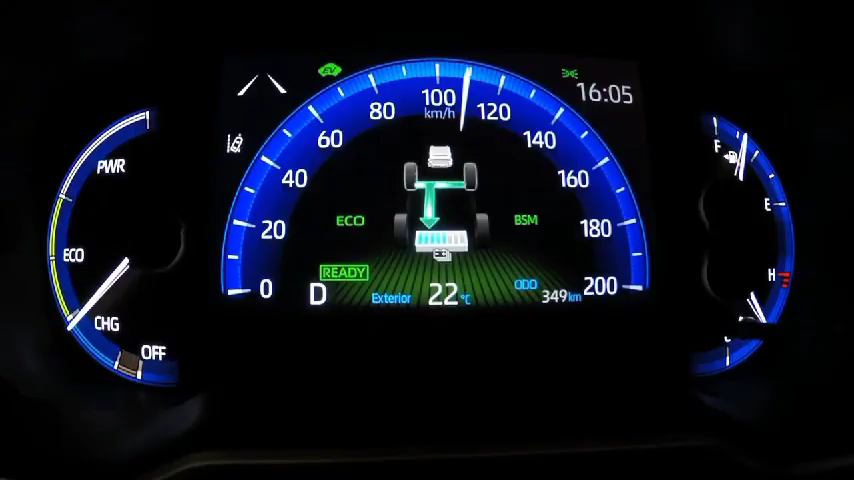 EV
16:05
100
km/h
80
120
60
140
40
160
20
180
0
200
PWR
ECO
CHG
OFF
ECO
BSM
READY
D
Exterior
22°C
ODO
349km
F
E
H